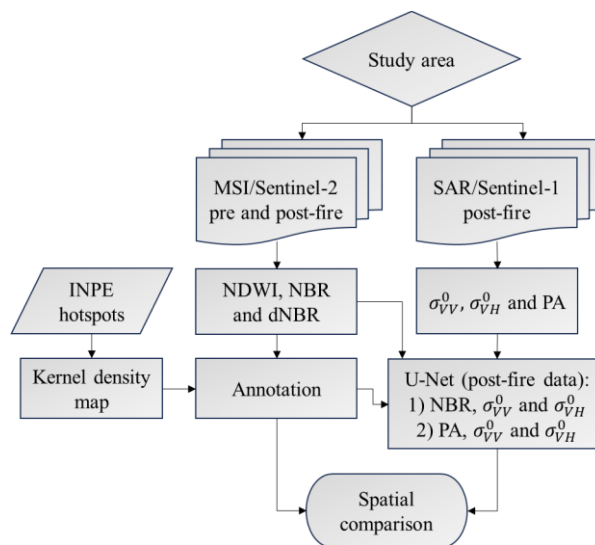 Study area
MSI/Sentinel-2
pre and post-fire
SAR/Sentinel-1
post-fire
INPE
hotspots
NDWI, NBR
and dNBR
σ⁰VV, σ⁰VH and PA
Kernel density
map
Annotation
U-Net (post-fire data):
1) NBR, σ⁰VV and σ⁰VH
2) PA, σ⁰VV and σ⁰VH
Spatial
comparison